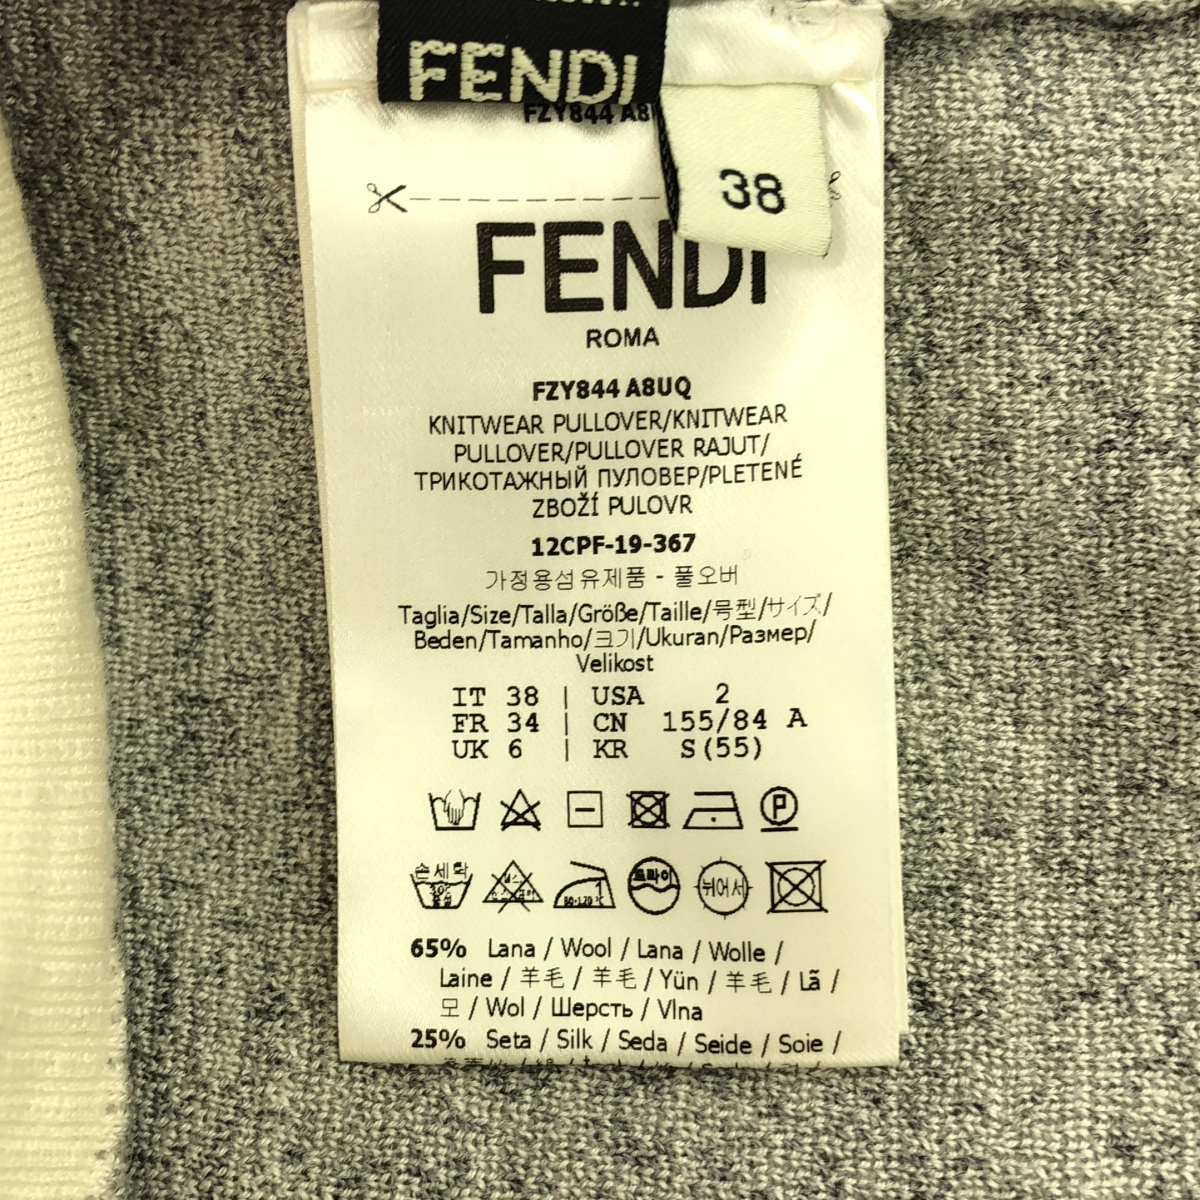 FENDI
FZY844 A8
38
FENDI
ROMA
FZY844 A8UQ
KNITWEAR PULLOVER/KNITWEAR
PULLOVER/PULLOVER RAJUT/
ТРИКОТАЖНЫЙ ПУЛОВЕР/PLETENÉ
ZBOŽÍ PULOVR
12CPF-19-367
가정용섬유제품 - 풀오버
Taglia/Size/Talla/Größe/Taille/号型/サイズ/
Beden/Tamanho/크기/Ukuran/Размер/
Velikost
IT 38 | USA 2
FR 34 | CN 155/84 A
UK 6 | KR S(55)
P
손세탁
드라이
뉘어서
65% Lana / Wool / Lana / Wolle /
Laine / 羊毛 / 羊毛 / Yün / 羊毛 / Lã /
모 / Wol / Шерсть / Vlna
25% Seta / Silk / Seda / Seide / Soie /